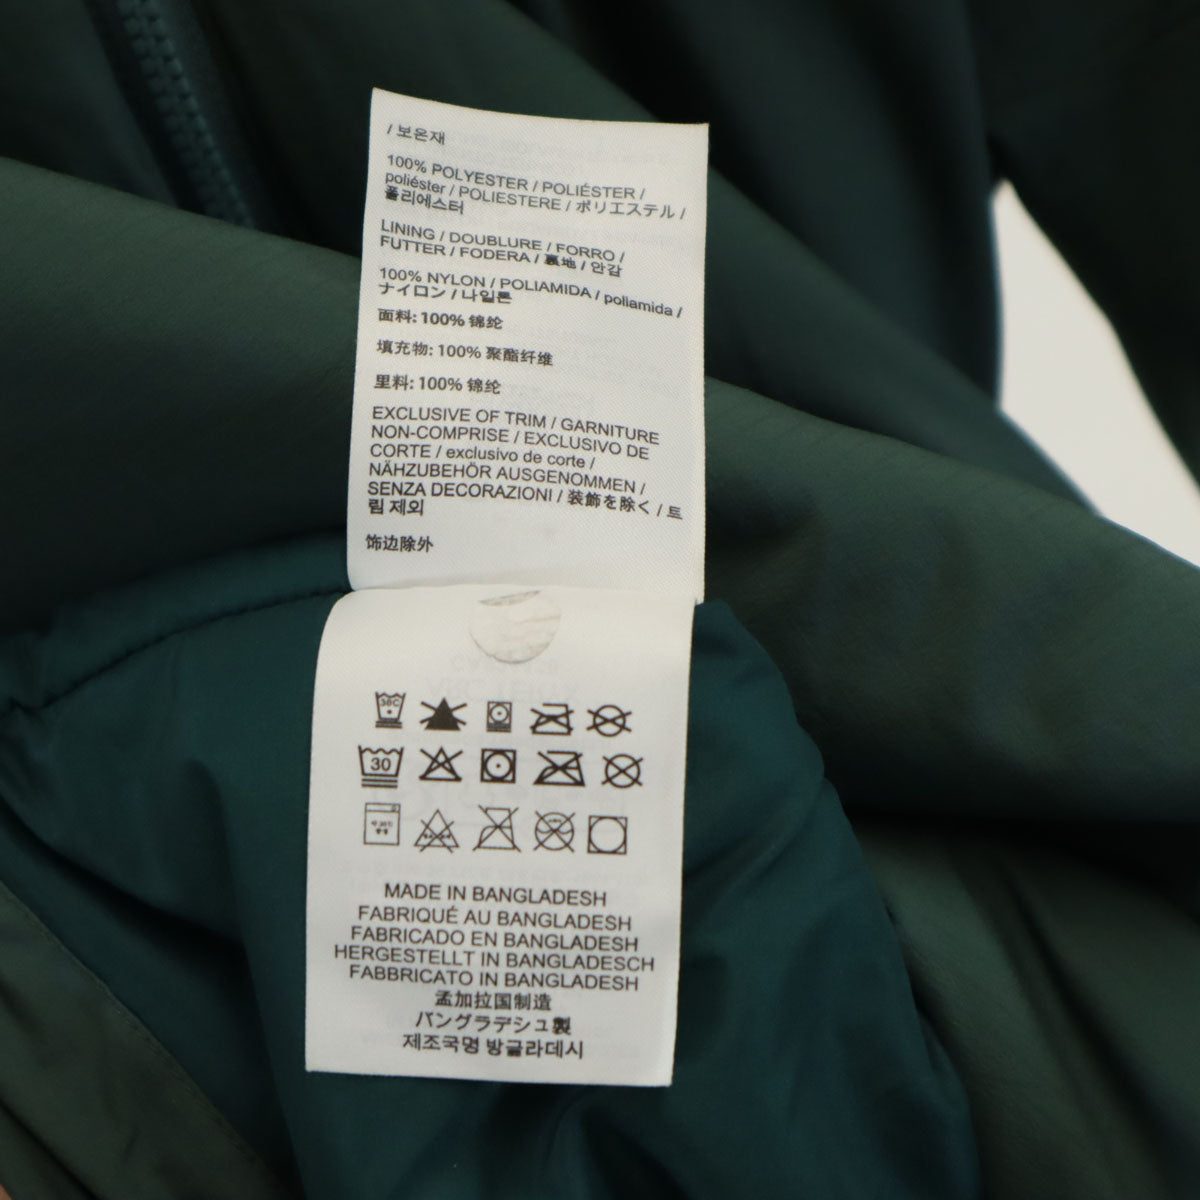 / 보온재
100% POLYESTER / POLIÉSTER /
poliéster / POLIESTERE / ポリエステル /
폴리에스터
LINING / DOUBLURE / FORRO /
FUTTER / FODERA / 裏地 / 안감
100% NYLON / POLIAMIDA / poliamida /
ナイロン / 나일론
面料: 100% 锦纶
填充物: 100% 聚酯纤维
里料: 100% 锦纶
EXCLUSIVE OF TRIM / GARNITURE
NON-COMPRISE / EXCLUSIVO DE
CORTE / exclusivo de corte /
NÄHZUBEHÖR AUSGENOMMEN /
SENZA DECORAZIONI / 装飾を除く / 트
림 제외
饰边除外
30C
30
MADE IN BANGLADESH
FABRIQUÉ AU BANGLADESH
FABRICADO EN BANGLADESH
HERGESTELLT IN BANGLADESCH
FABBRICATO IN BANGLADESH
孟加拉国制造
バングラデシュ製
제조국명 방글라데시